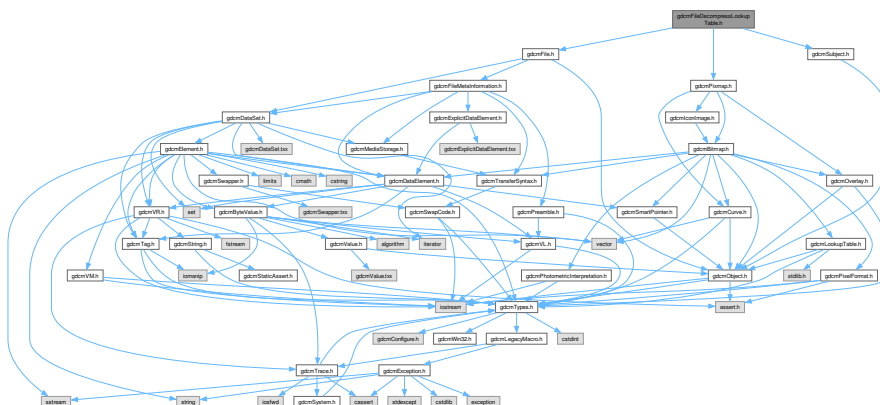 gdcmFileDecompressLookup
Table.h
gdcmFile.h
gdcmSubject.h
gdcmFileMetaInformation.h
gdcmPixmap.h
gdcmDataSet.h
gdcmExplicitDataElement.h
gdcmIconImage.h
gdcmElement.h
gdcmDataSet.txx
gdcmMediaStorage.h
gdcmExplicitDataElement.txx
gdcmBitmap.h
gdcmSwapper.h
limits
cmath
cstring
gdcmDataElement.h
gdcmTransferSyntax.h
gdcmOverlay.h
gdcmVR.h
set
gdcmByteValue.h
gdcmSwapper.txx
gdcmSwapCode.h
gdcmPreamble.h
gdcmSmartPointer.h
gdcmCurve.h
gdcmTag.h
gdcmString.h
fstream
gdcmValue.h
algorithm
iterator
gdcmVL.h
vector
gdcmLookupTable.h
gdcmVM.h
iomanip
gdcmStaticAssert.h
gdcmValue.txx
gdcmPhotometricInterpretation.h
gdcmObject.h
stdlib.h
gdcmPixelFormat.h
iostream
gdcmTypes.h
assert.h
gdcmConfigure.h
gdcmWin32.h
gdcmLegacyMacro.h
cstdint
gdcmTrace.h
gdcmException.h
sstream
string
iosfwd
gdcmSystem.h
cassert
stdexcept
cstdlib
exception